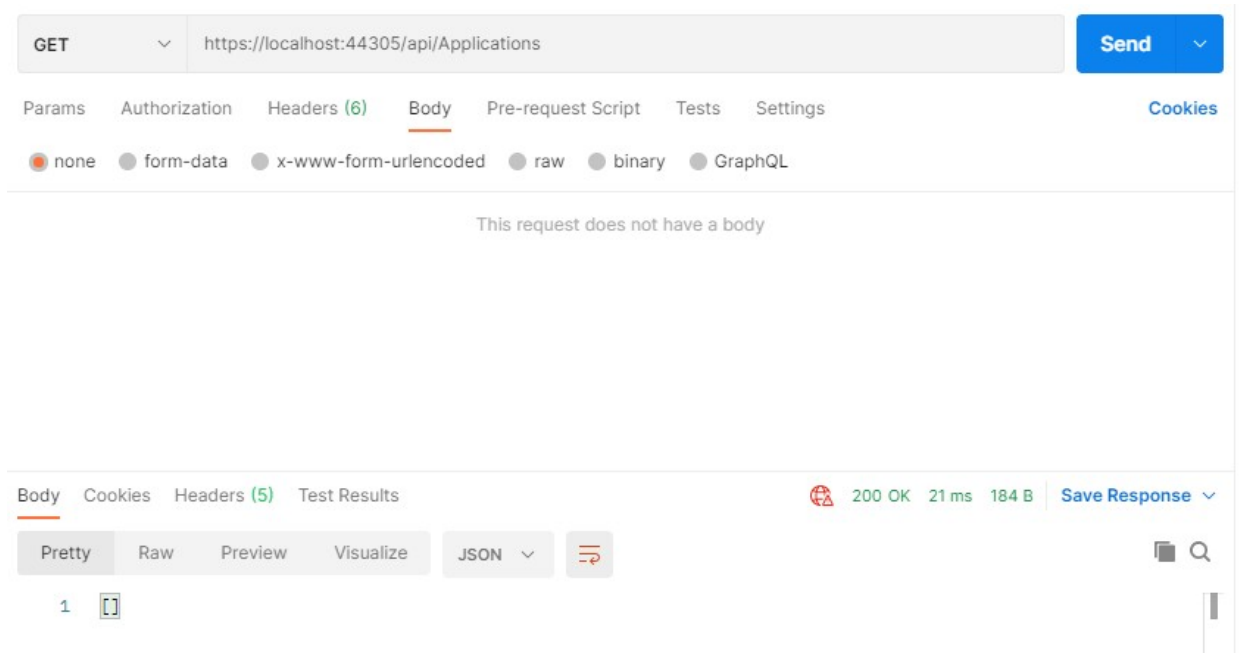 GET https://localhost:44305/api/Applications Send
Params Authorization Headers (6) Body Pre-request Script Tests Settings Cookies
none form-data x-www-form-urlencoded raw binary GraphQL
This request does not have a body
Body Cookies Headers (5) Test Results 200 OK 21 ms 184 B Save Response
Pretty Raw Preview Visualize JSON
1 []